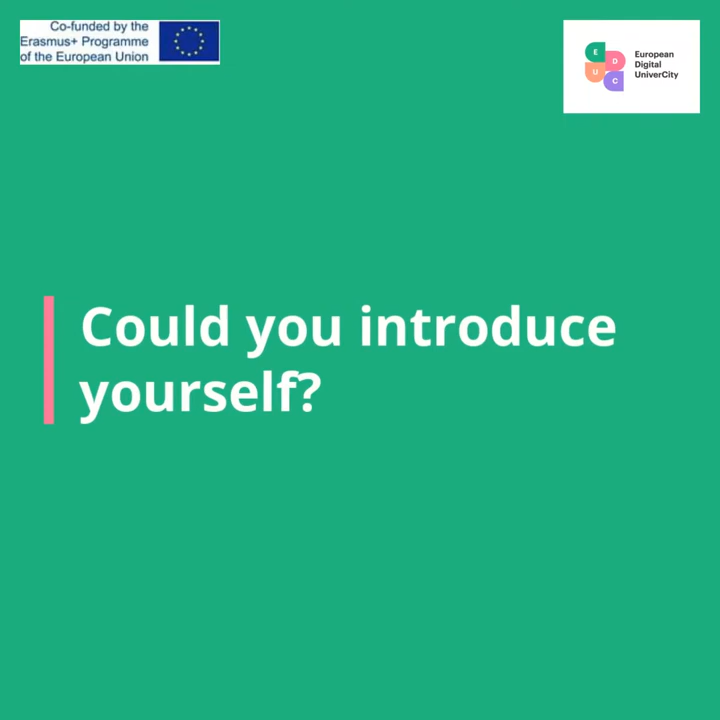 Co-funded by the
Erasmus+ Programme
of the European Union
E
D
U
C
European
Digital
UniverCity
Could you introduce
yourself?